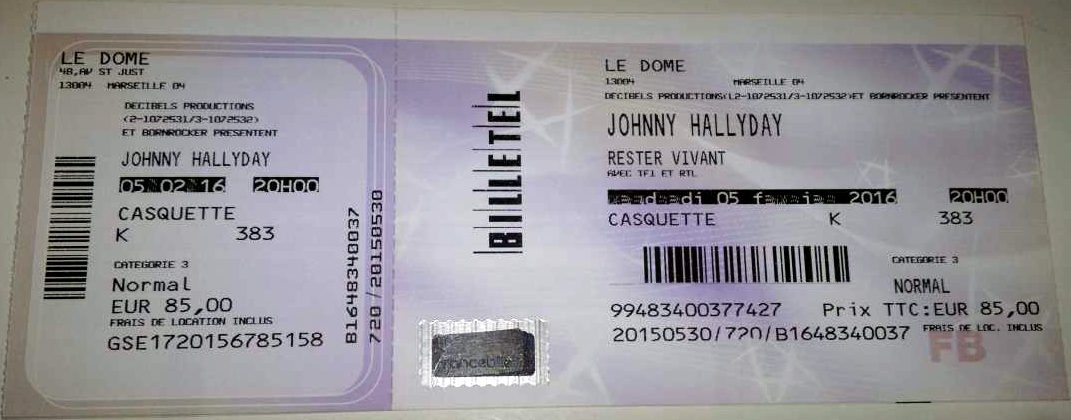 LE DOME
48,AV ST JUST
13004 MARSEILLE 04
DECIBELS PRODUCTIONS
(2-1072531/3-1072532)
ET BORNROCKER PRESENTENT
JOHNNY HALLYDAY
05 02 16 20H00
CASQUETTE
K 383
CATEGORIE 3
Normal
EUR 85,00
FRAIS DE LOCATION INCLUS
GSE1720156785158
B1648340037
720/20150530
BILLETEL
francebillet
LE DOME
13004 MARSEILLE 04
DECIBELS PRODUCTIONS(L2-1072531/3-1072532)ET BORNROCKER PRESENTENT
JOHNNY HALLYDAY
RESTER VIVANT
AVEC TF1 ET RTL
Vendredi 05 fevrier 2016 20H00
CASQUETTE K 383
CATEGORIE 3
NORMAL
99483400377427 Prix TTC:EUR 85,00
20150530/720/B1648340037 FRAIS DE LOC. INCLUS
FB